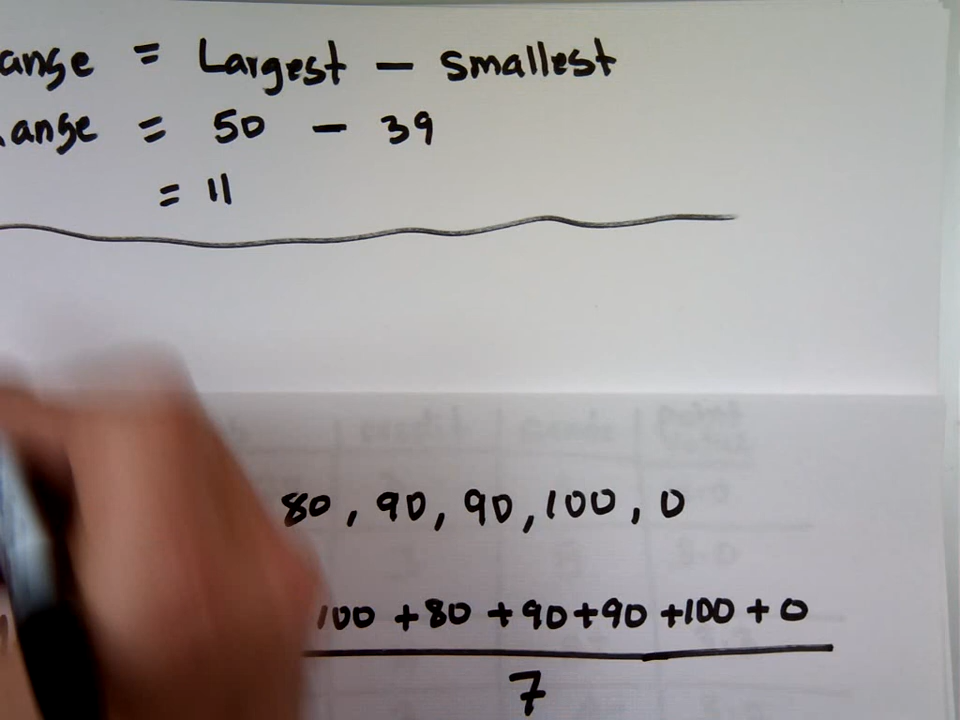 ange = Largest - smallest
ange = 50 - 39
= 11
80, 90, 90, 100, 0
100 + 80 + 90 + 90 + 100 + 0
7